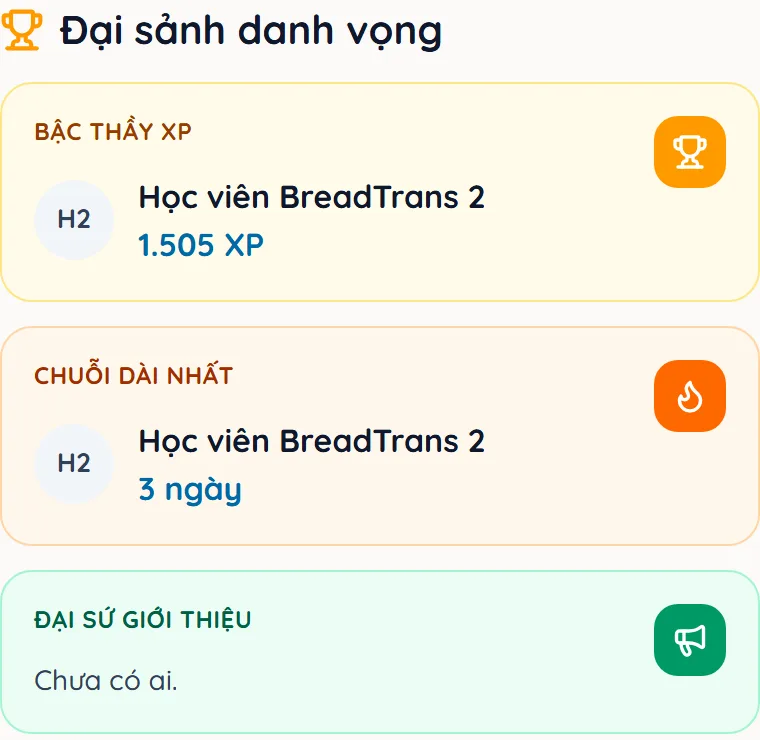 Đại sảnh danh vọng
BẬC THẦY XP
H2
Học viên BreadTrans 2
1.505 XP
CHUỖI DÀI NHẤT
H2
Học viên BreadTrans 2
3 ngày
ĐẠI SỨ GIỚI THIỆU
Chưa có ai.